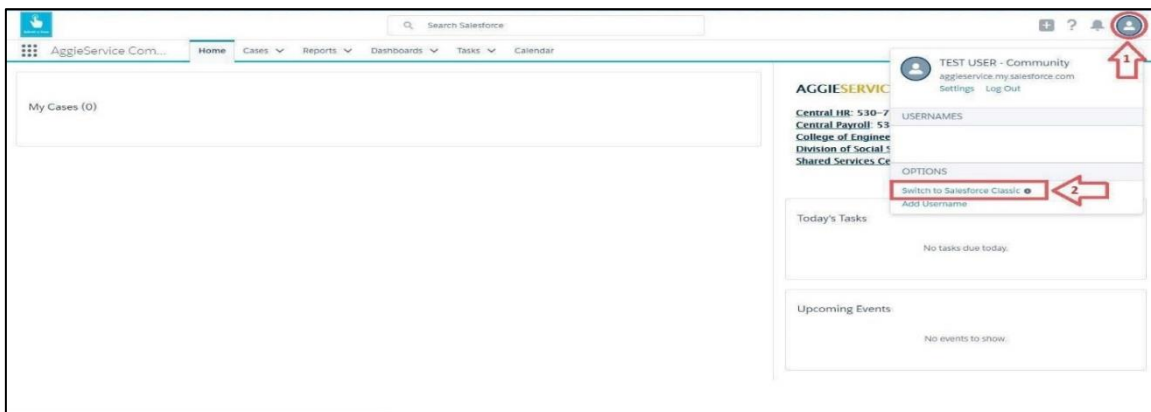 Search Salesforce
AggieService Com...
Home Cases Reports Dashboards Tasks Calendar
1
My Cases (0)
AGGIESERVIC
Central HR: 530-7
Central Payroll: 53
College of Enginee
Division of Social S
Shared Services Ce
TEST USER - Community
aggieservice.my.salesforce.com
Settings Log Out
USERNAMES
OPTIONS
Switch to Salesforce Classic
2
Add Username
Today's Tasks
No tasks due today.
Upcoming Events
No events to show.